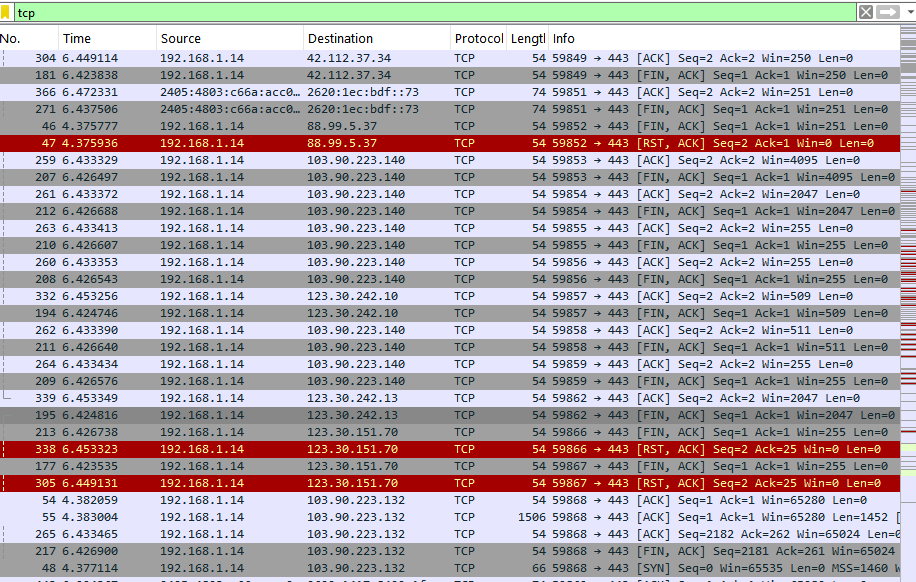 tcp
No. Time Source Destination Protocol Lengtl Info
304 6.449114 192.168.1.14 42.112.37.34 TCP 54 59849 → 443 [ACK] Seq=2 Ack=2 Win=250 Len=0
181 6.423838 192.168.1.14 42.112.37.34 TCP 54 59849 → 443 [FIN, ACK] Seq=1 Ack=1 Win=250 Len=0
366 6.472331 2405:4803:c66a:acc0… 2620:1ec:bdf::73 TCP 74 59851 → 443 [ACK] Seq=2 Ack=2 Win=251 Len=0
271 6.437506 2405:4803:c66a:acc0… 2620:1ec:bdf::73 TCP 74 59851 → 443 [FIN, ACK] Seq=1 Ack=1 Win=251 Len=0
46 4.375777 192.168.1.14 88.99.5.37 TCP 54 59852 → 443 [FIN, ACK] Seq=1 Ack=1 Win=251 Len=0
47 4.375936 192.168.1.14 88.99.5.37 TCP 54 59852 → 443 [RST, ACK] Seq=2 Ack=1 Win=0 Len=0
259 6.433329 192.168.1.14 103.90.223.140 TCP 54 59853 → 443 [ACK] Seq=2 Ack=2 Win=4095 Len=0
207 6.426497 192.168.1.14 103.90.223.140 TCP 54 59853 → 443 [FIN, ACK] Seq=1 Ack=1 Win=4095 Len=0
261 6.433372 192.168.1.14 103.90.223.140 TCP 54 59854 → 443 [ACK] Seq=2 Ack=2 Win=2047 Len=0
212 6.426688 192.168.1.14 103.90.223.140 TCP 54 59854 → 443 [FIN, ACK] Seq=1 Ack=1 Win=2047 Len=0
263 6.433413 192.168.1.14 103.90.223.140 TCP 54 59855 → 443 [ACK] Seq=2 Ack=2 Win=255 Len=0
210 6.426607 192.168.1.14 103.90.223.140 TCP 54 59855 → 443 [FIN, ACK] Seq=1 Ack=1 Win=255 Len=0
260 6.433353 192.168.1.14 103.90.223.140 TCP 54 59856 → 443 [ACK] Seq=2 Ack=2 Win=255 Len=0
208 6.426543 192.168.1.14 103.90.223.140 TCP 54 59856 → 443 [FIN, ACK] Seq=1 Ack=1 Win=255 Len=0
332 6.453256 192.168.1.14 123.30.242.10 TCP 54 59857 → 443 [ACK] Seq=2 Ack=2 Win=509 Len=0
194 6.424746 192.168.1.14 123.30.242.10 TCP 54 59857 → 443 [FIN, ACK] Seq=1 Ack=1 Win=509 Len=0
262 6.433390 192.168.1.14 103.90.223.140 TCP 54 59858 → 443 [ACK] Seq=2 Ack=2 Win=511 Len=0
211 6.426640 192.168.1.14 103.90.223.140 TCP 54 59858 → 443 [FIN, ACK] Seq=1 Ack=1 Win=511 Len=0
264 6.433434 192.168.1.14 103.90.223.140 TCP 54 59859 → 443 [ACK] Seq=2 Ack=2 Win=255 Len=0
209 6.426576 192.168.1.14 103.90.223.140 TCP 54 59859 → 443 [FIN, ACK] Seq=1 Ack=1 Win=255 Len=0
339 6.453349 192.168.1.14 123.30.242.13 TCP 54 59862 → 443 [ACK] Seq=2 Ack=2 Win=2047 Len=0
195 6.424816 192.168.1.14 123.30.242.13 TCP 54 59862 → 443 [FIN, ACK] Seq=1 Ack=1 Win=2047 Len=0
213 6.426738 192.168.1.14 123.30.151.70 TCP 54 59866 → 443 [FIN, ACK] Seq=1 Ack=1 Win=255 Len=0
338 6.453323 192.168.1.14 123.30.151.70 TCP 54 59866 → 443 [RST, ACK] Seq=2 Ack=25 Win=0 Len=0
177 6.423535 192.168.1.14 123.30.151.70 TCP 54 59867 → 443 [FIN, ACK] Seq=1 Ack=1 Win=255 Len=0
305 6.449131 192.168.1.14 123.30.151.70 TCP 54 59867 → 443 [RST, ACK] Seq=2 Ack=25 Win=0 Len=0
54 4.382059 192.168.1.14 103.90.223.132 TCP 54 59868 → 443 [ACK] Seq=1 Ack=1 Win=65280 Len=0
55 4.383004 192.168.1.14 103.90.223.132 TCP 1506 59868 → 443 [ACK] Seq=1 Ack=1 Win=65280 Len=1452 [
265 6.433465 192.168.1.14 103.90.223.132 TCP 54 59868 → 443 [ACK] Seq=2182 Ack=262 Win=65024 Len=0
217 6.426900 192.168.1.14 103.90.223.132 TCP 54 59868 → 443 [FIN, ACK] Seq=2181 Ack=261 Win=65024
48 4.377114 192.168.1.14 103.90.223.132 TCP 66 59868 → 443 [SYN] Seq=0 Win=65535 Len=0 MSS=1460